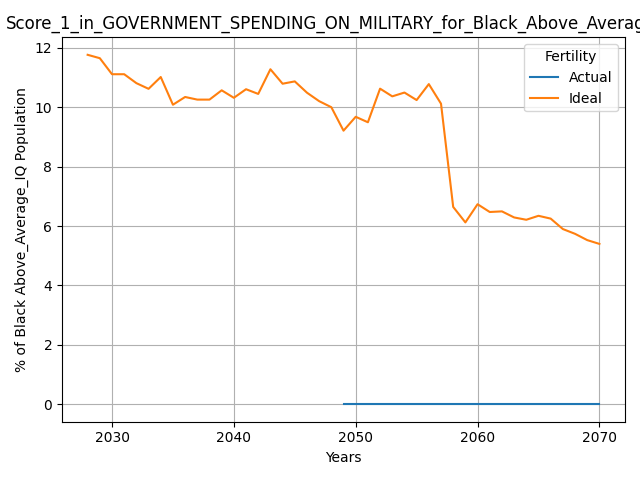 Score_1_in_GOVERNMENT_SPENDING_ON_MILITARY_for_Black_Above_Averag
% of Black Above_Average_IQ Population
12
10
8
6
4
2
0
Fertility
Actual
Ideal
2030 2040 2050 2060 2070
Years